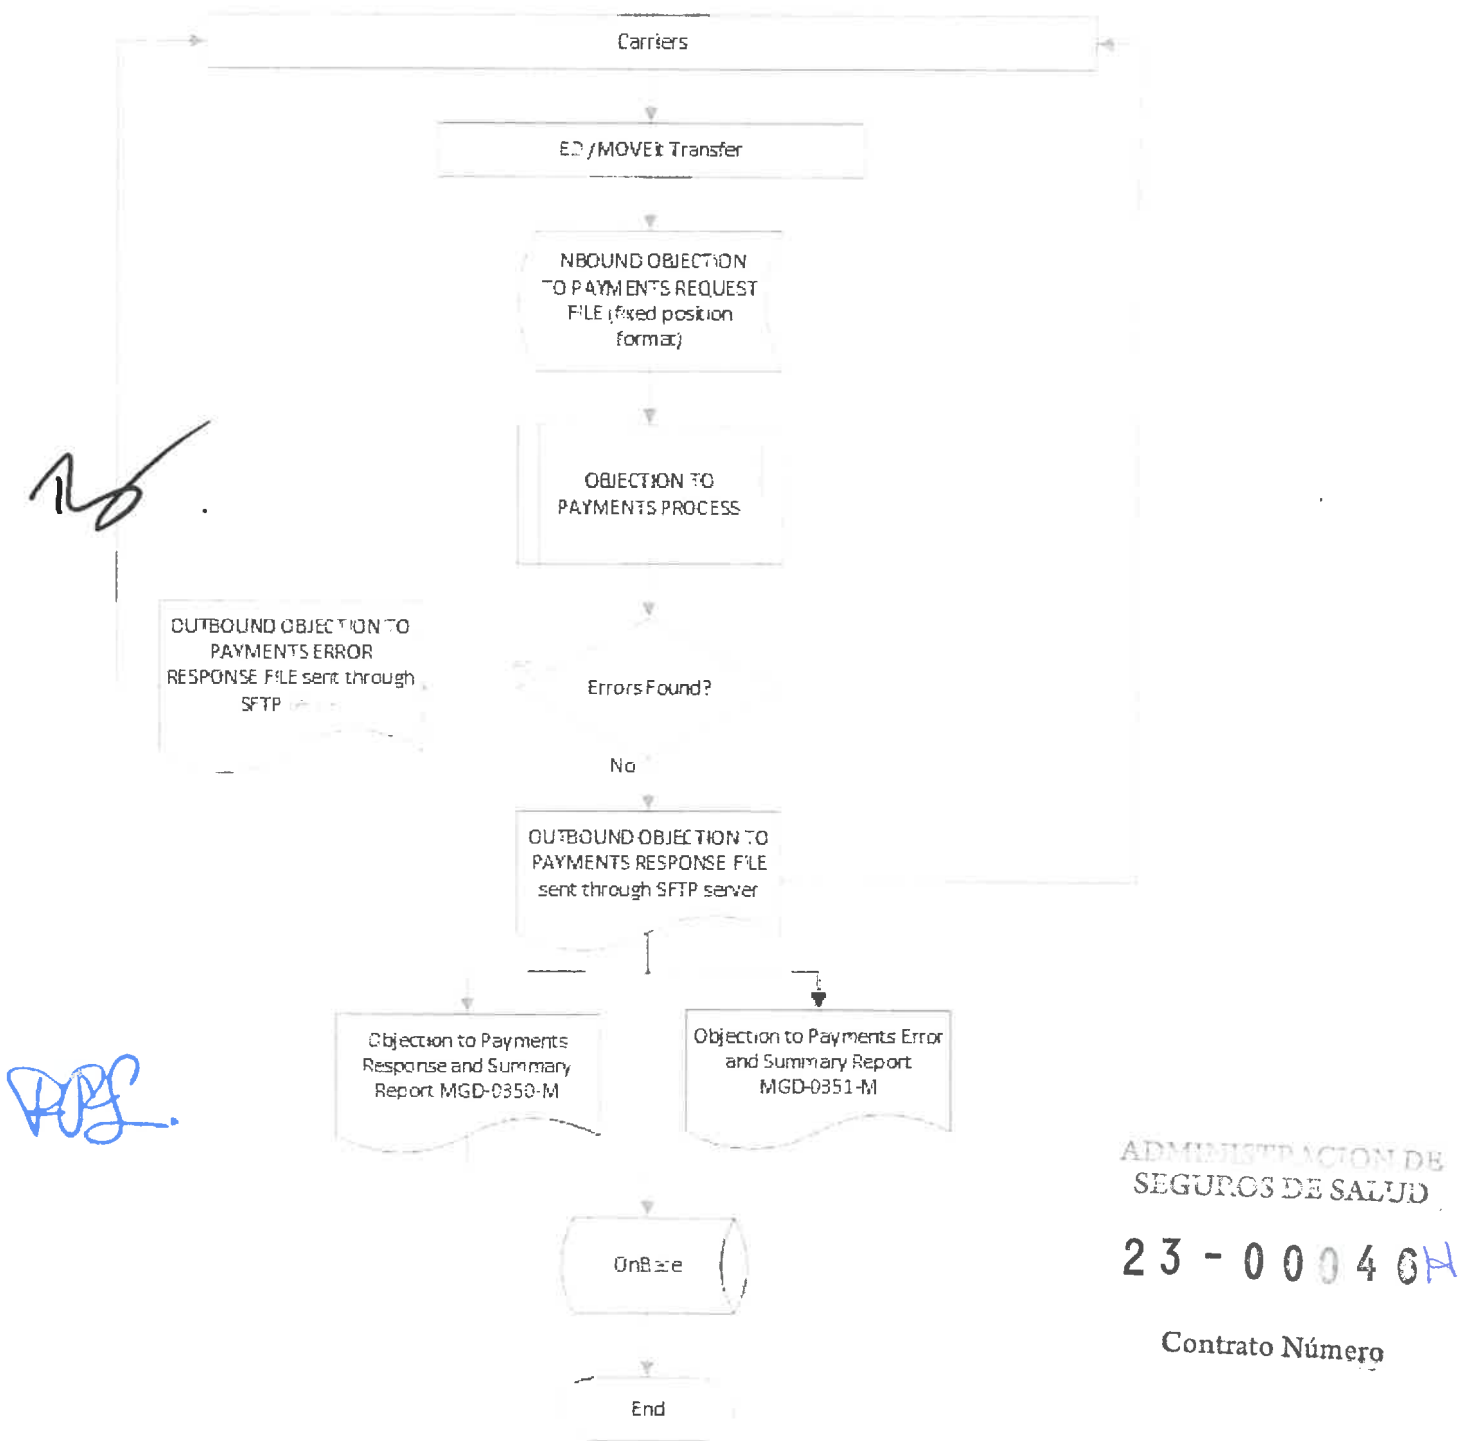 Carriers
/MOVEit Transfer
NBOUND OBJECTION
TO PAYMENTS REQUEST
FILE (fixed position
format)
OBJECTION TO
PAYMENTS PROCESS
OUTBOUND OBJECTION TO
PAYMENTS ERROR
RESPONSE FILE sent through
SFTP
Errors Found?
No
OUTBOUND OBJECTION TO
PAYMENTS RESPONSE FILE
sent through SFTP server
Objection to Payments
Response and Summary
Report MGD-0350-M
Objection to Payments Error
and Summary Report
MGD-0351-M
OnBase
End
ADMINISTRACION DE
SEGUROS DE SALUD
23-00046H
Contrato Número